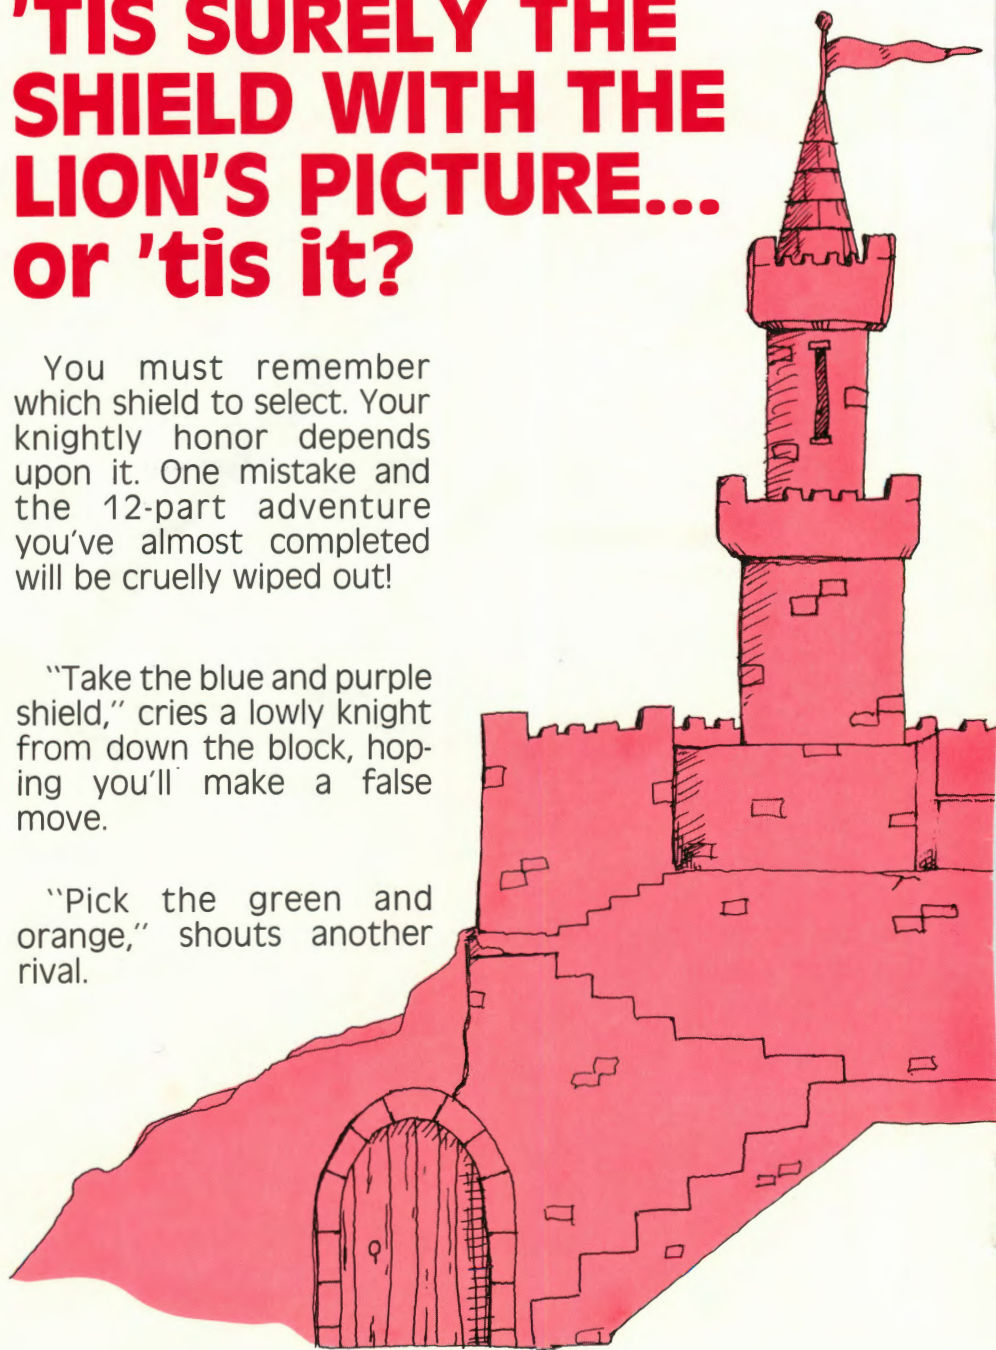 'TIS SURELY THE
SHIELD WITH THE
LION'S PICTURE...
or 'tis it?
You must remember
which shield to select. Your
knightly honor depends
upon it. One mistake and
the 12-part adventure
you've almost completed
will be cruelly wiped out!
"Take the blue and purple
shield," cries a lowly knight
from down the block, hop-
ing you'll make a false
move.
"Pick the green and
orange," shouts another
rival.